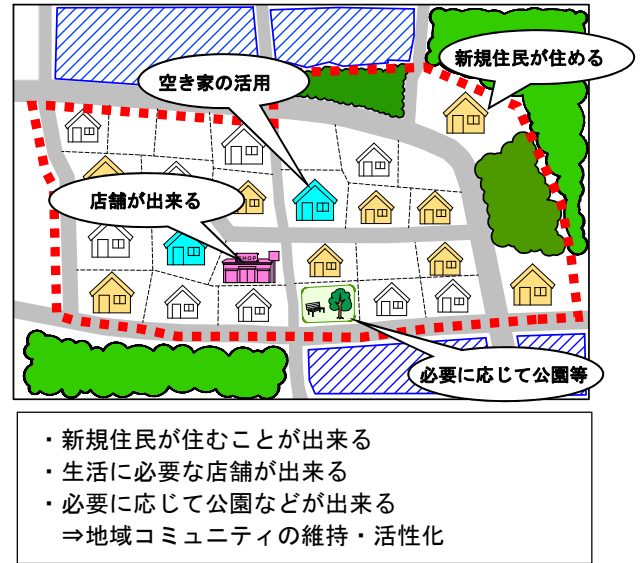 新規住民が住める
空き家の活用
店舗が出来る
SHOP
必要に応じて公園等
・新規住民が住むことが出来る
・生活に必要な店舗が出来る
・必要に応じて公園などが出来る
⇒地域コミュニティの維持・活性化